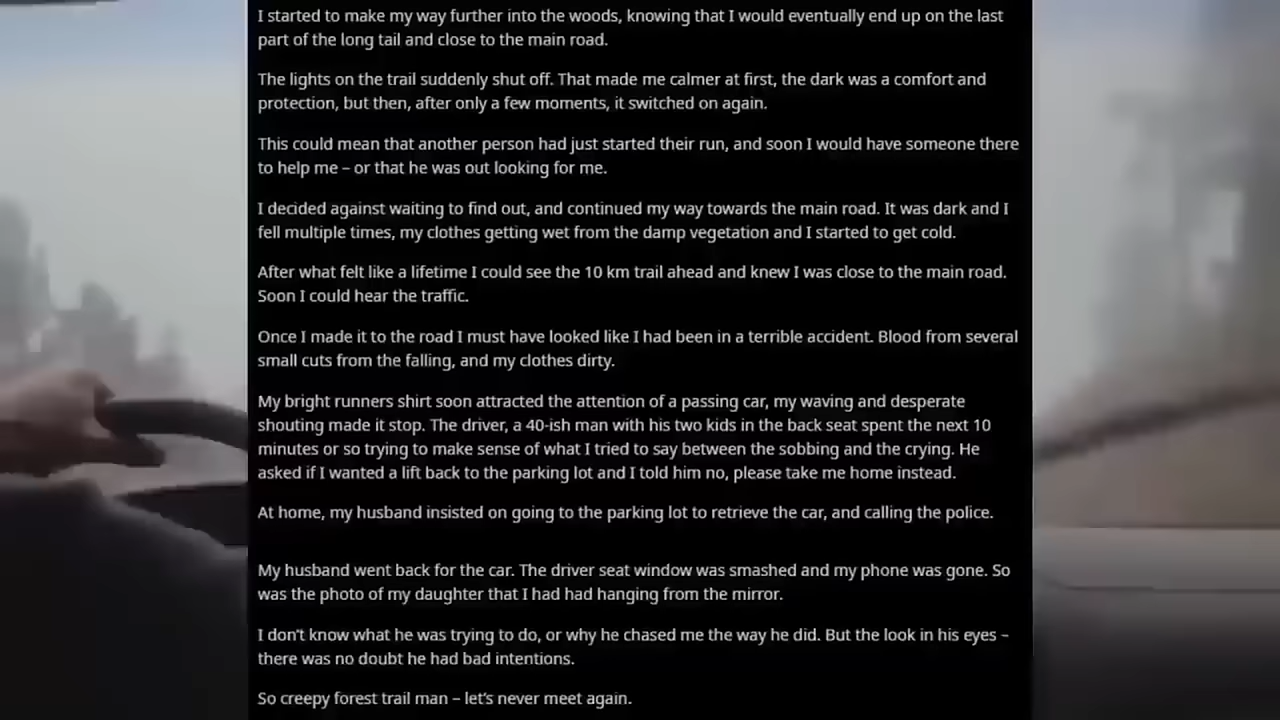 I started to make my way further into the woods, knowing that I would eventually end up on the last
part of the long tail and close to the main road.
The lights on the trail suddenly shut off. That made me calmer at first, the dark was a comfort and
protection, but then, after only a few moments, it switched on again.
This could mean that another person had just started their run, and soon I would have someone there
to help me – or that he was out looking for me.
I decided against waiting to find out, and continued my way towards the main road. It was dark and I
fell multiple times, my clothes getting wet from the damp vegetation and I started to get cold.
After what felt like a lifetime I could see the 10 km trail ahead and knew I was close to the main road.
Soon I could hear the traffic.
Once I made it to the road I must have looked like I had been in a terrible accident. Blood from several
small cuts from the falling, and my clothes dirty.
My bright runners shirt soon attracted the attention of a passing car, my waving and desperate
shouting made it stop. The driver, a 40-ish man with his two kids in the back seat spent the next 10
minutes or so trying to make sense of what I tried to say between the sobbing and the crying. He
asked if I wanted a lift back to the parking lot and I told him no, please take me home instead.
At home, my husband insisted on going to the parking lot to retrieve the car, and calling the police.
My husband went back for the car. The driver seat window was smashed and my phone was gone. So
was the photo of my daughter that I had had hanging from the mirror.
I don't know what he was trying to do, or why he chased me the way he did. But the look in his eyes –
there was no doubt he had bad intentions.
So creepy forest trail man – let's never meet again.